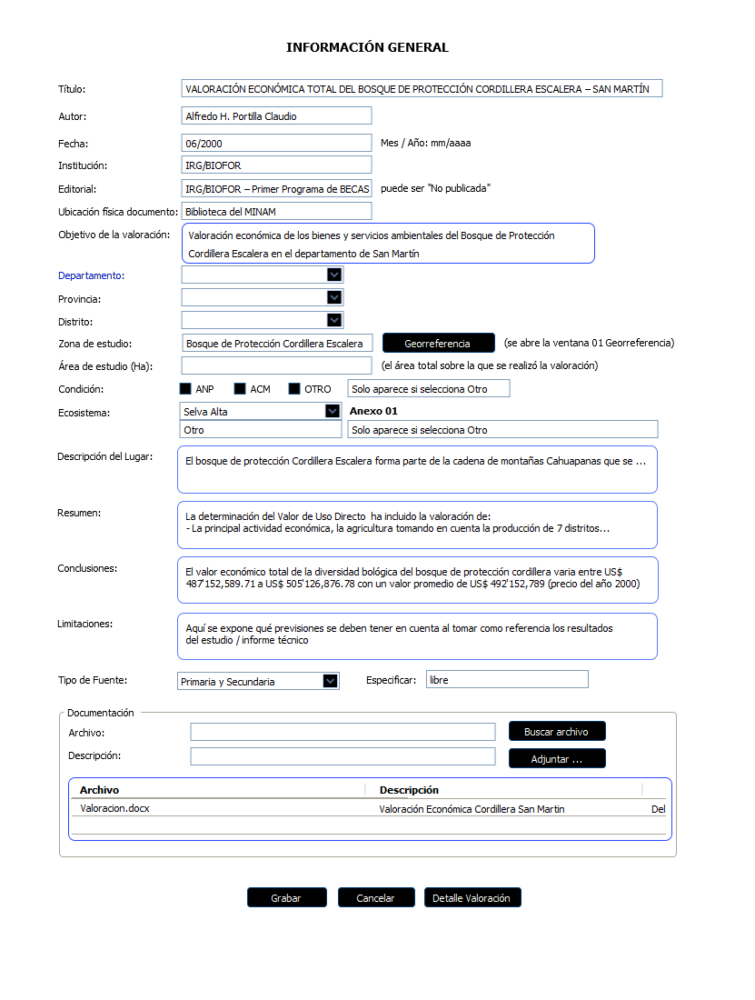 INFORMACIÓN GENERAL
Título: VALORACIÓN ECONÓMICA TOTAL DEL BOSQUE DE PROTECCIÓN CORDILLERA ESCALERA – SAN MARTÍN
Autor: Alfredo H. Portilla Claudio
Fecha: 06/2000 Mes / Año: mm/aaaa
Institución: IRG/BIOFOR
Editorial: IRG/BIOFOR – Primer Programa de BECAS puede ser "No publicada"
Ubicación física documento: Biblioteca del MINAM
Objetivo de la valoración: Valoración económica de los bienes y servicios ambientales del Bosque de Protección
Cordillera Escalera en el departamento de San Martín
Departamento:
Provincia:
Distrito:
Zona de estudio: Bosque de Protección Cordillera Escalera Georreferencia (se abre la ventana 01 Georreferencia)
Área de estudio (Ha): (el área total sobre la que se realizó la valoración)
Condición: ANP ACM OTRO Solo aparece si selecciona Otro
Ecosistema: Selva Alta Anexo 01
Otro Solo aparece si selecciona Otro
Descripción del Lugar: El bosque de protección Cordillera Escalera forma parte de la cadena de montañas Cahuapanas que se ...
Resumen: La determinación del Valor de Uso Directo ha incluido la valoración de:
- La principal actividad económica, la agricultura tomando en cuenta la producción de 7 distritos...
Conclusiones: El valor económico total de la diversidad bológica del bosque de protección cordillera varia entre US$
487'152,589.71 a US$ 505'126,876.78 con un valor promedio de US$ 492'152,789 (precio del año 2000)
Limitaciones: Aquí se expone qué previsiones se deben tener en cuenta al tomar como referencia los resultados
del estudio / informe técnico
Tipo de Fuente: Primaria y Secundaria Especificar: libre
Documentación
Archivo: Buscar archivo
Descripción: Adjuntar ...
Archivo Descripción
Valoracion.docx Valoración Económica Cordillera San Martin Del
Grabar Cancelar Detalle Valoración